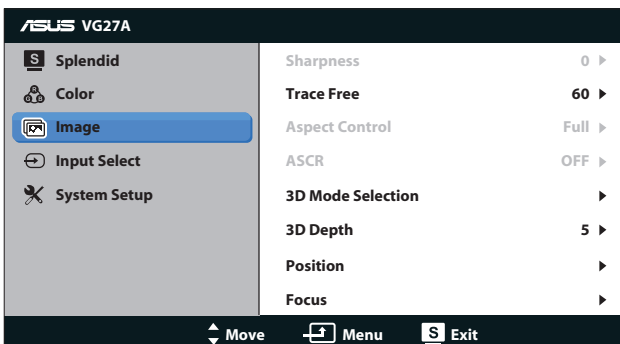 ASUS VG27A
S Splendid
Color
Image
Input Select
System Setup
Sharpness 0
Trace Free 60
Aspect Control Full
ASCR OFF
3D Mode Selection
3D Depth 5
Position
Focus
Move Menu S Exit